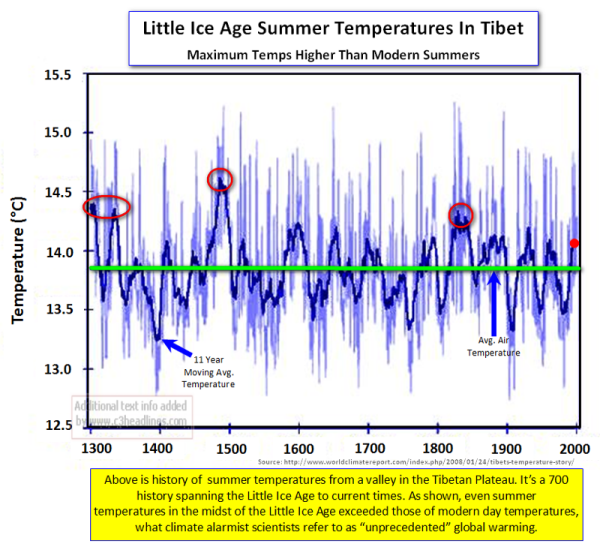 Little Ice Age Summer Temperatures In Tibet
Maximum Temps Higher Than Modern Summers
15.5
15.0
14.5
14.0
13.5
13.0
12.5
Temperature (°C)
11 Year
Moving Avg.
Temperature
Avg. Air
Temperature
Additional text info added
by www.c3headlines.com
1300 1400 1500 1600 1700 1800 1900 2000
Source: http://www.worldclimatereport.com/index.php/2008/01/24/tibets-temperature-story/
Above is history of summer temperatures from a valley in the Tibetan Plateau. It's a 700
history spanning the Little Ice Age to current times. As shown, even summer
temperatures in the midst of the Little Ice Age exceeded those of modern day temperatures,
what climate alarmist scientists refer to as “unprecedented” global warming.